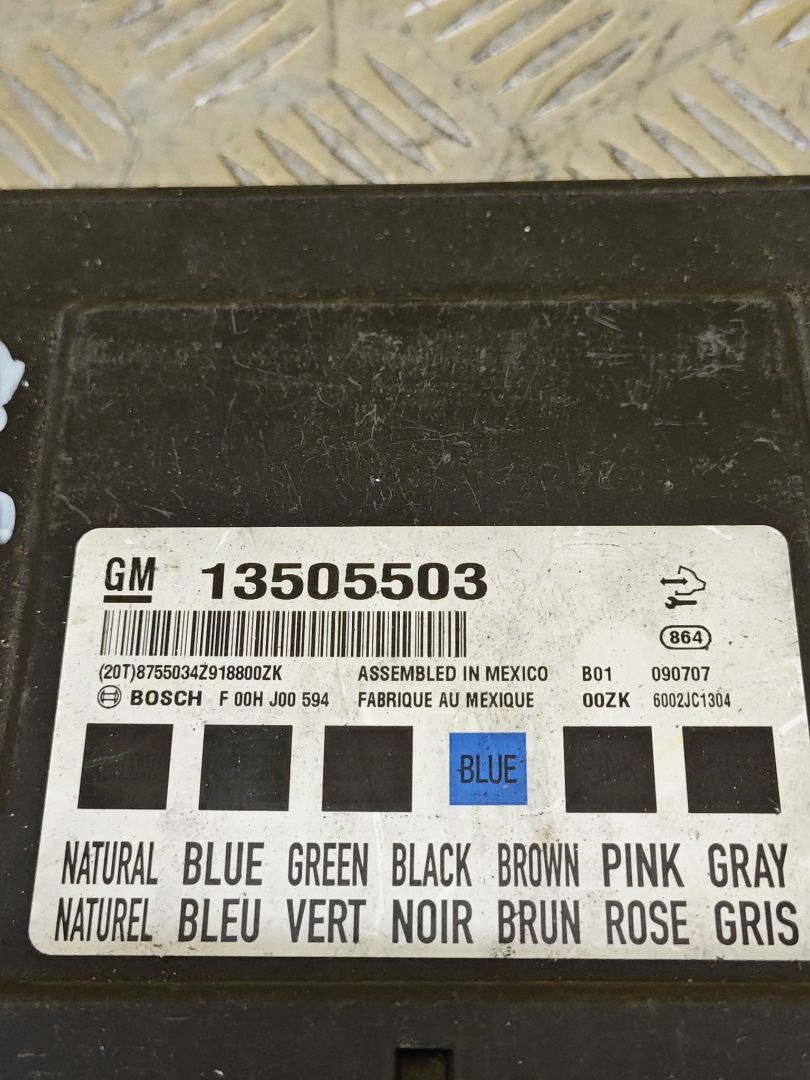 GM 13505503
864
(20T)8755034Z918800ZK ASSEMBLED IN MEXICO B01 090707
BOSCH F 00H J00 594 FABRIQUE AU MEXIQUE 00ZK 6002JC1304
BLUE
NATURAL BLUE GREEN BLACK BROWN PINK GRAY
NATUREL BLEU VERT NOIR BRUN ROSE GRIS